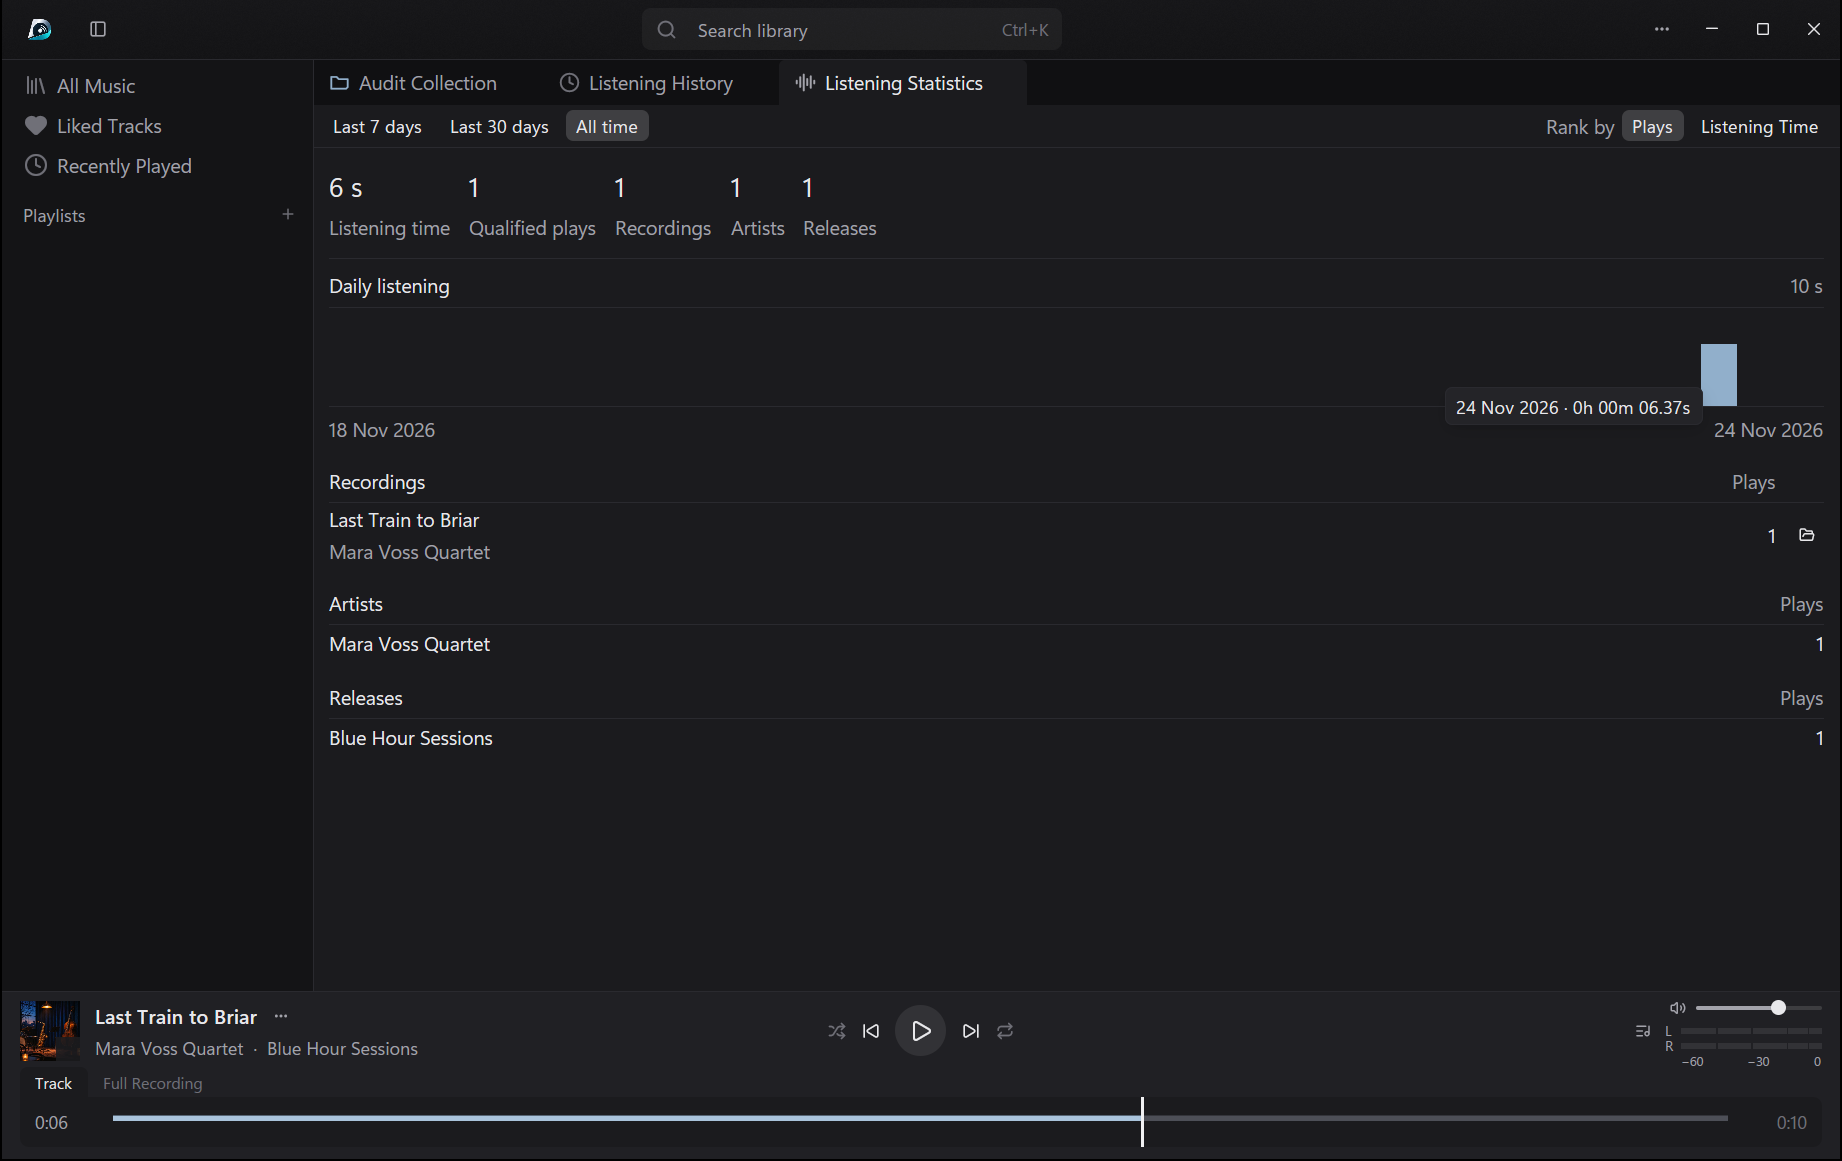 Search library Ctrl+K
All Music
Liked Tracks
Recently Played
Playlists
Audit Collection Listening History Listening Statistics
Last 7 days Last 30 days All time Rank by Plays Listening Time
6 s 1 1 1 1
Listening time Qualified plays Recordings Artists Releases
Daily listening 10 s
24 Nov 2026 · 0h 00m 06.37s
18 Nov 2026 24 Nov 2026
Recordings Plays
Last Train to Briar
Mara Voss Quartet
1
Artists Plays
Mara Voss Quartet 1
Releases Plays
Blue Hour Sessions 1
Last Train to Briar
Mara Voss Quartet · Blue Hour Sessions
L
R
-60 -30 0
Track Full Recording
0:06 0:10